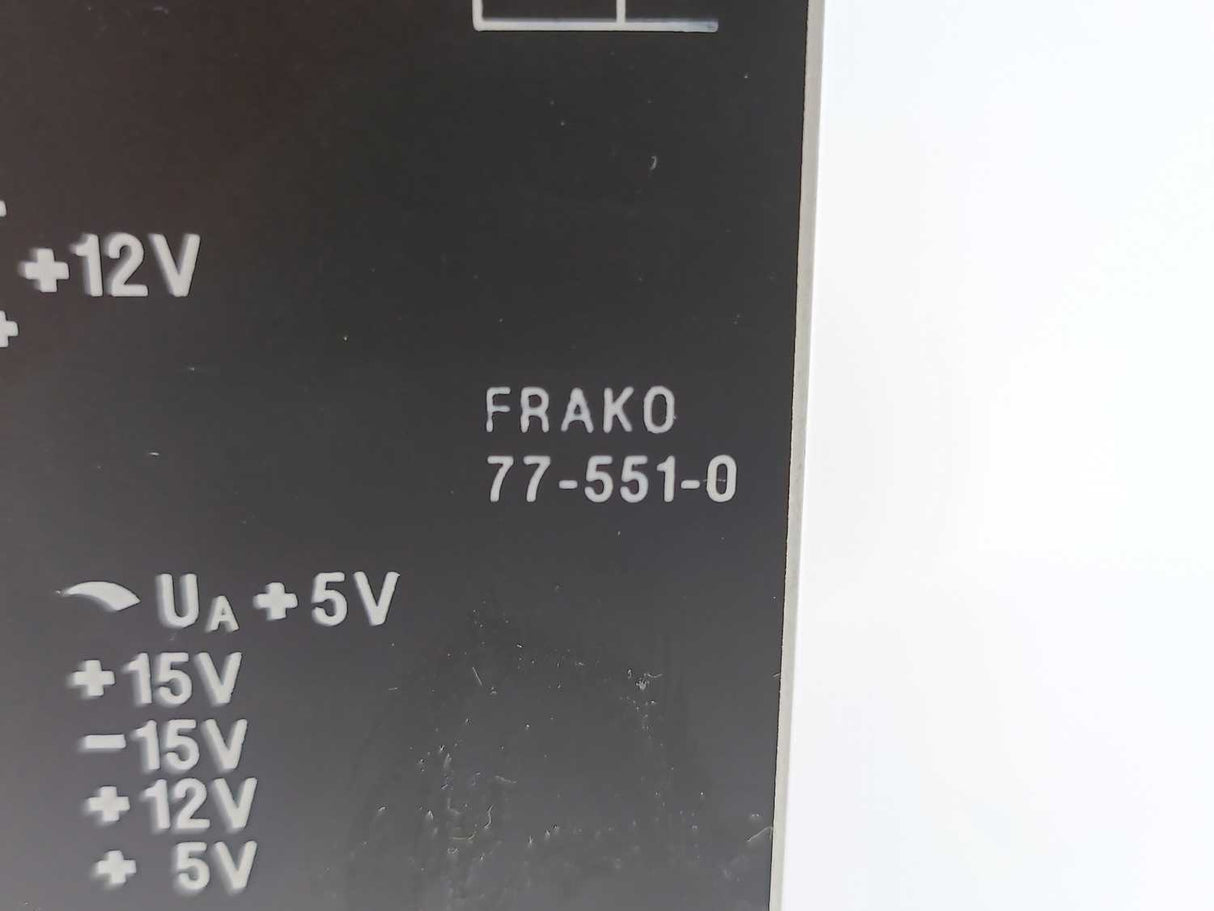 +12V
+
FRAKO
77-551-0
UA +5V
+15V
-15V
+12V
+ 5V